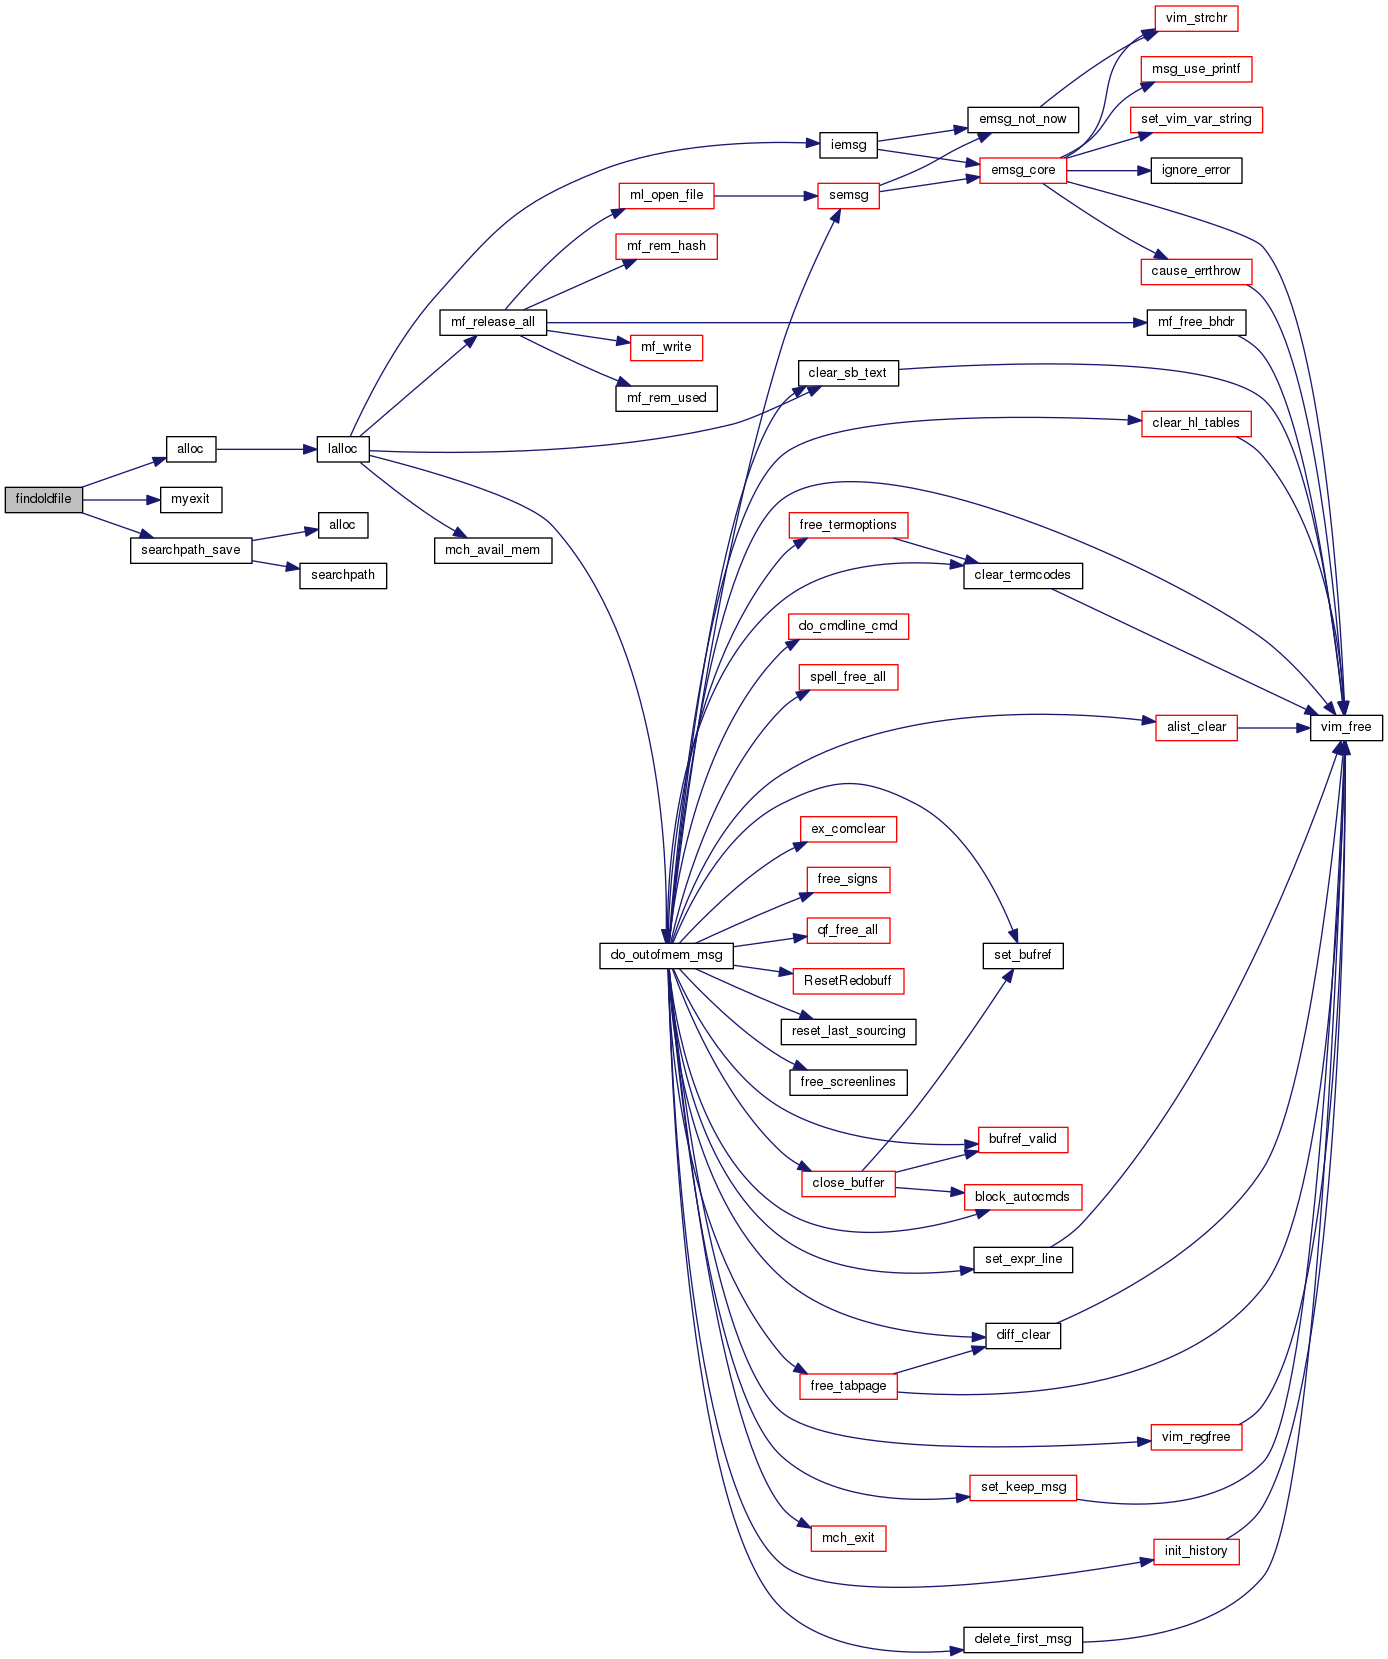 vim_strchr
msg_use_printf
emsg_not_now
set_vim_var_string
iemsg
emsg_core
ignore_error
ml_open_file
semsg
mf_rem_hash
cause_errthrow
mf_release_all
mf_free_bhdr
mf_write
clear_sb_text
mf_rem_used
clear_hl_tables
alloc
lalloc
findoldfile
myexit
free_termoptions
alloc
searchpath_save
mch_avail_mem
searchpath
clear_termcodes
do_cmdline_cmd
spell_free_all
alist_clear
vim_free
ex_comclear
free_signs
qf_free_all
do_outofmem_msg
set_bufref
ResetRedobuff
reset_last_sourcing
free_screenlines
bufref_valid
close_buffer
block_autocmds
set_expr_line
diff_clear
free_tabpage
vim_regfree
set_keep_msg
mch_exit
init_history
delete_first_msg